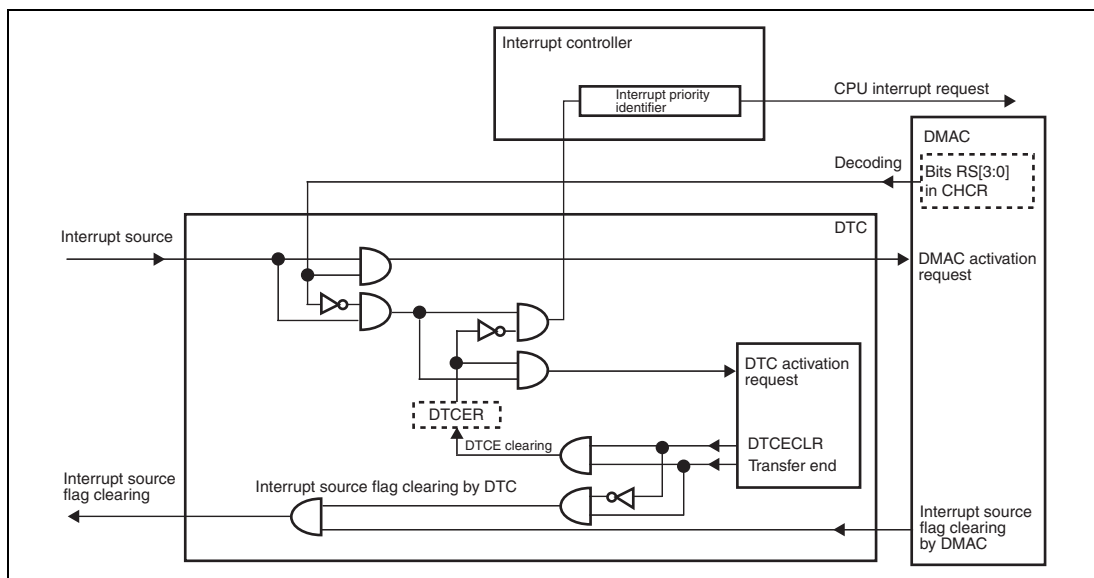 Interrupt controller
Interrupt priority
identifier
CPU interrupt request
DMAC
Decoding
Bits RS[3:0]
in CHCR
DTC
Interrupt source
DMAC activation
request
DTC activation
request
DTCER
DTCE clearing
DTCECLR
Transfer end
Interrupt source
flag clearing
Interrupt source flag clearing by DTC
Interrupt source
flag clearing
by DMAC